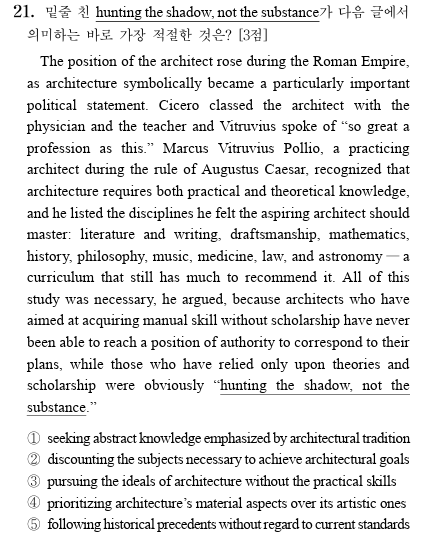 21. 밑줄 친 hunting the shadow, not the substance가 다음 글에서
의미하는 바로 가장 적절한 것은? [3점]
The position of the architect rose during the Roman Empire,
as architecture symbolically became a particularly important
political statement. Cicero classed the architect with the
physician and the teacher and Vitruvius spoke of “so great a
profession as this.” Marcus Vitruvius Pollio, a practicing
architect during the rule of Augustus Caesar, recognized that
architecture requires both practical and theoretical knowledge,
and he listed the disciplines he felt the aspiring architect should
master: literature and writing, draftsmanship, mathematics,
history, philosophy, music, medicine, law, and astronomy ― a
curriculum that still has much to recommend it. All of this
study was necessary, he argued, because architects who have
aimed at acquiring manual skill without scholarship have never
been able to reach a position of authority to correspond to their
plans, while those who have relied only upon theories and
scholarship were obviously “hunting the shadow, not the
substance.”
① seeking abstract knowledge emphasized by architectural tradition
② discounting the subjects necessary to achieve architectural goals
③ pursuing the ideals of architecture without the practical skills
④ prioritizing architecture’s material aspects over its artistic ones
⑤ following historical precedents without regard to current standards